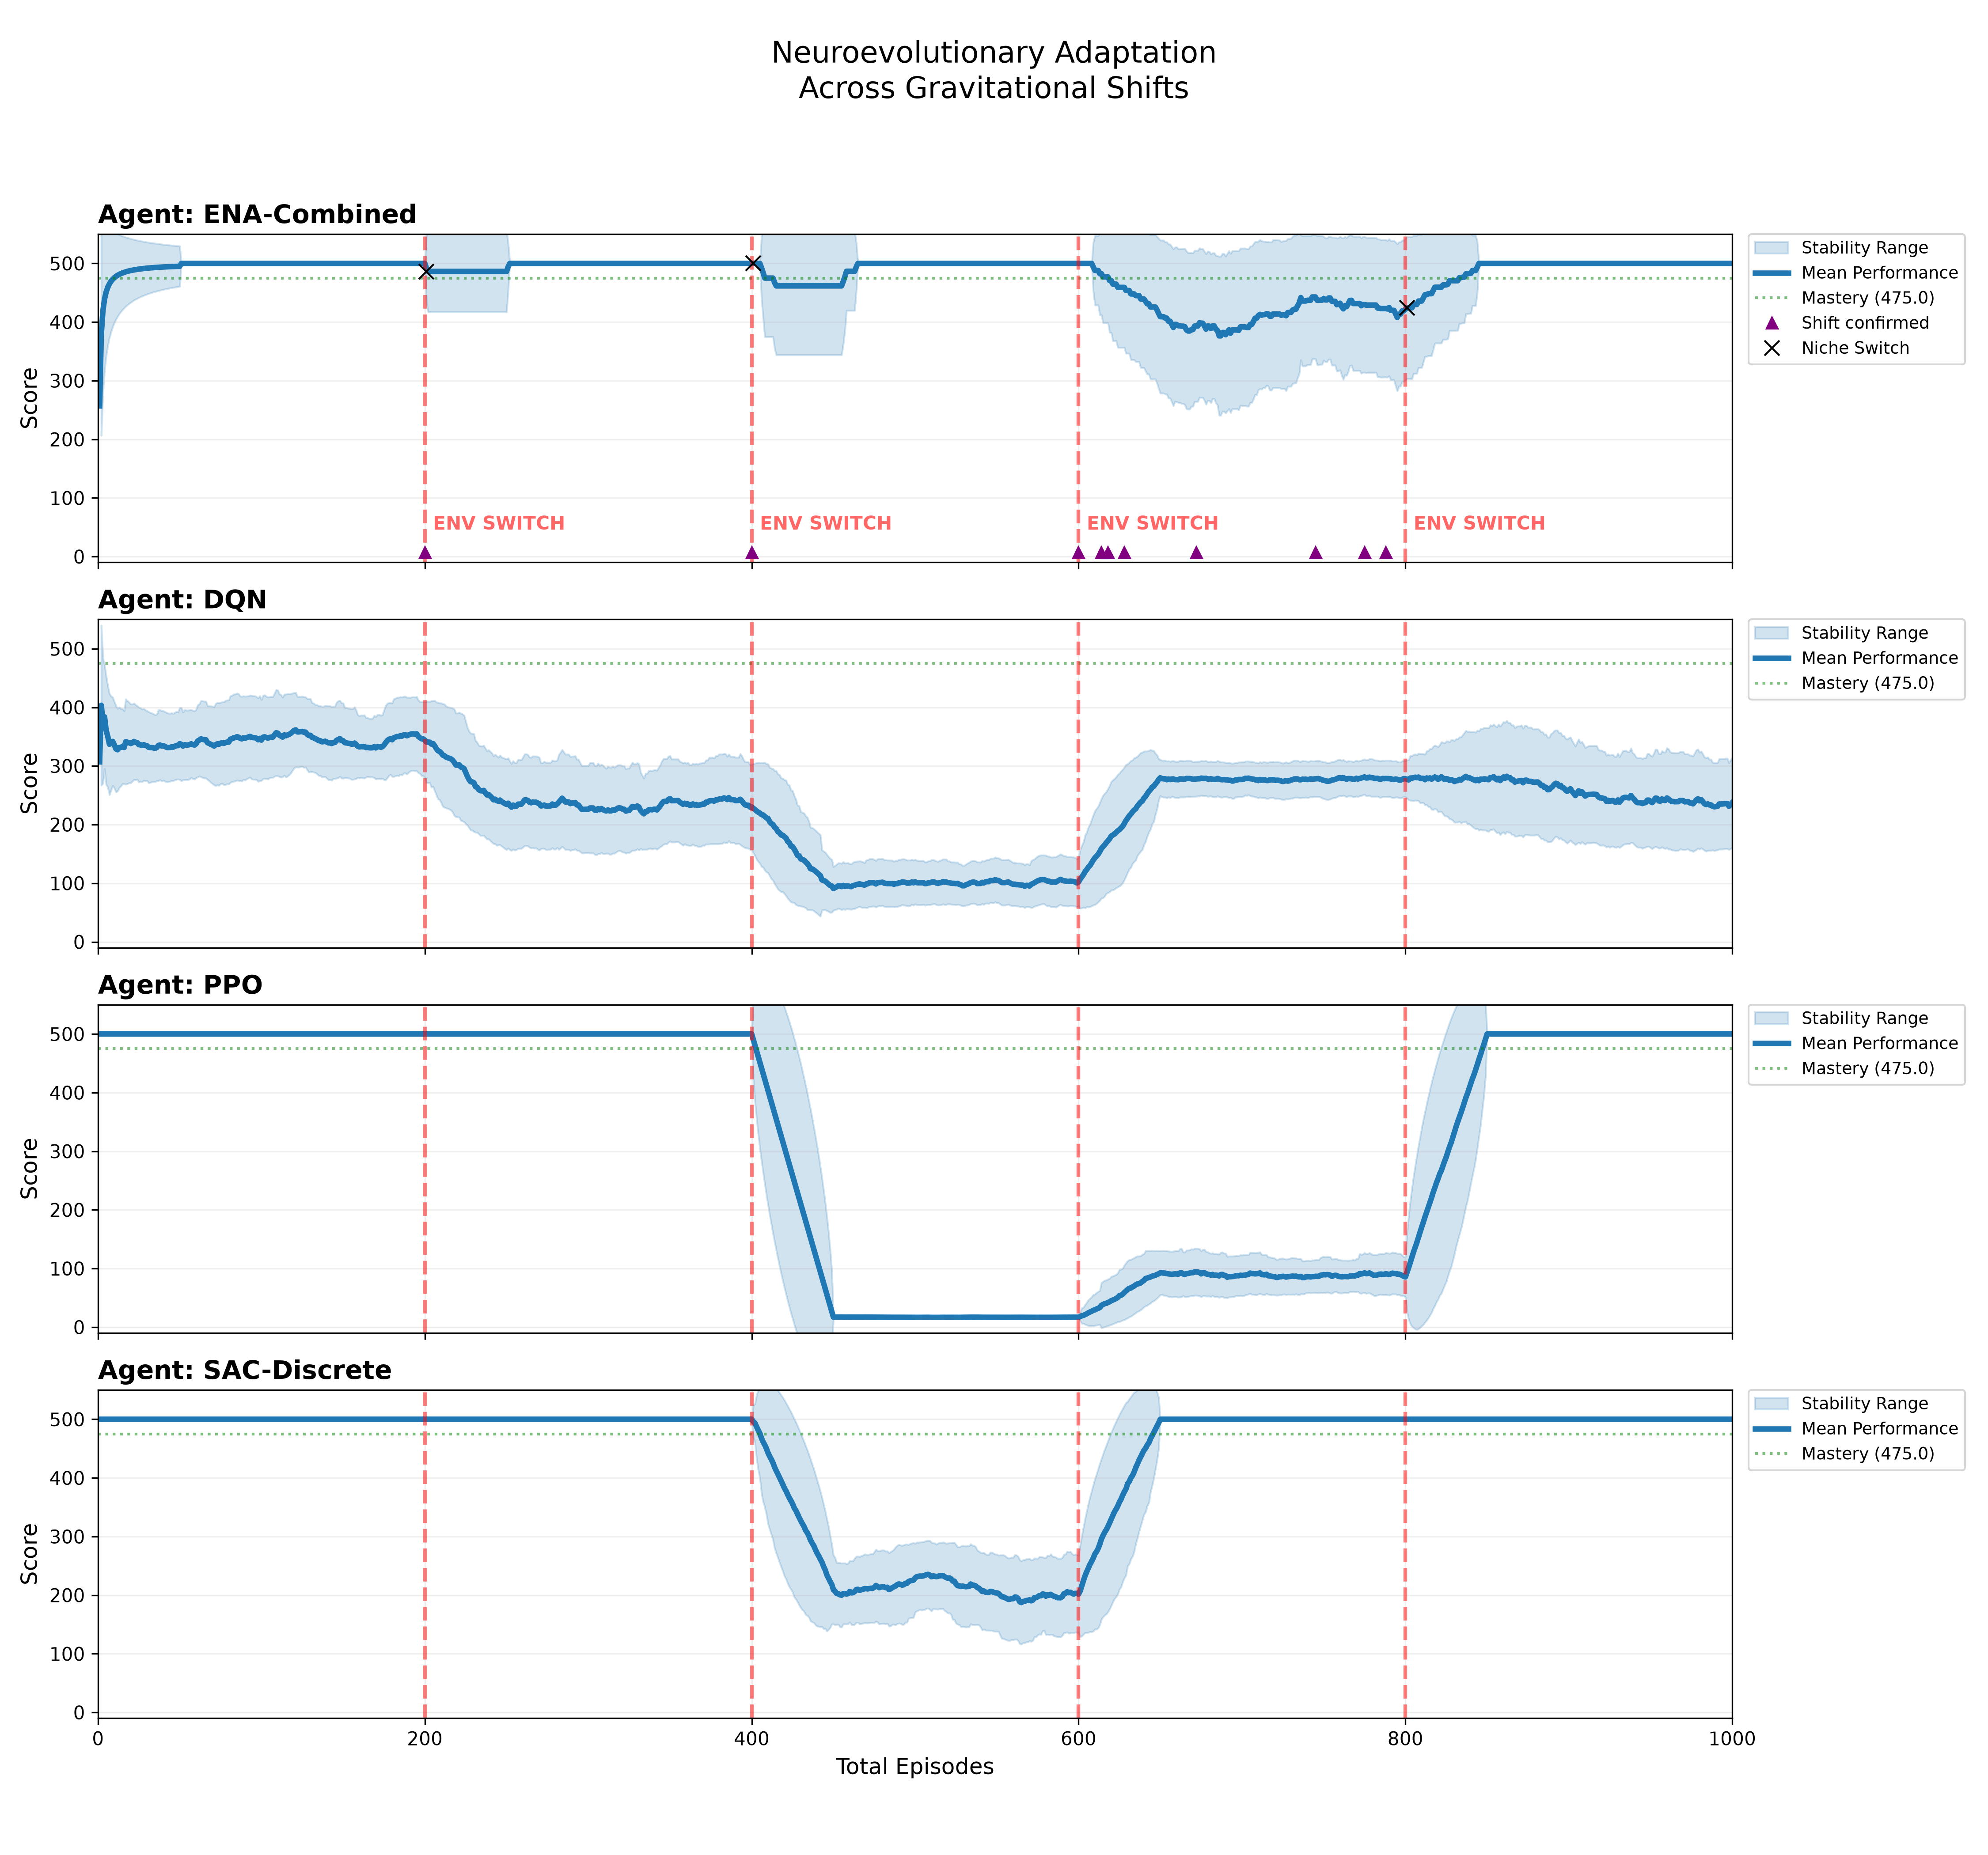 Neuroevolutionary Adaptation
Across Gravitational Shifts
Agent: ENA-Combined
Score
500
400
300
200
100
0
ENV SWITCH
ENV SWITCH
ENV SWITCH
ENV SWITCH
Stability Range
Mean Performance
Mastery (475.0)
Shift confirmed
Niche Switch
Agent: DQN
Score
500
400
300
200
100
0
Stability Range
Mean Performance
Mastery (475.0)
Agent: PPO
Score
500
400
300
200
100
0
Stability Range
Mean Performance
Mastery (475.0)
Agent: SAC-Discrete
Score
500
400
300
200
100
0
Stability Range
Mean Performance
Mastery (475.0)
0
200
400
600
800
1000
Total Episodes